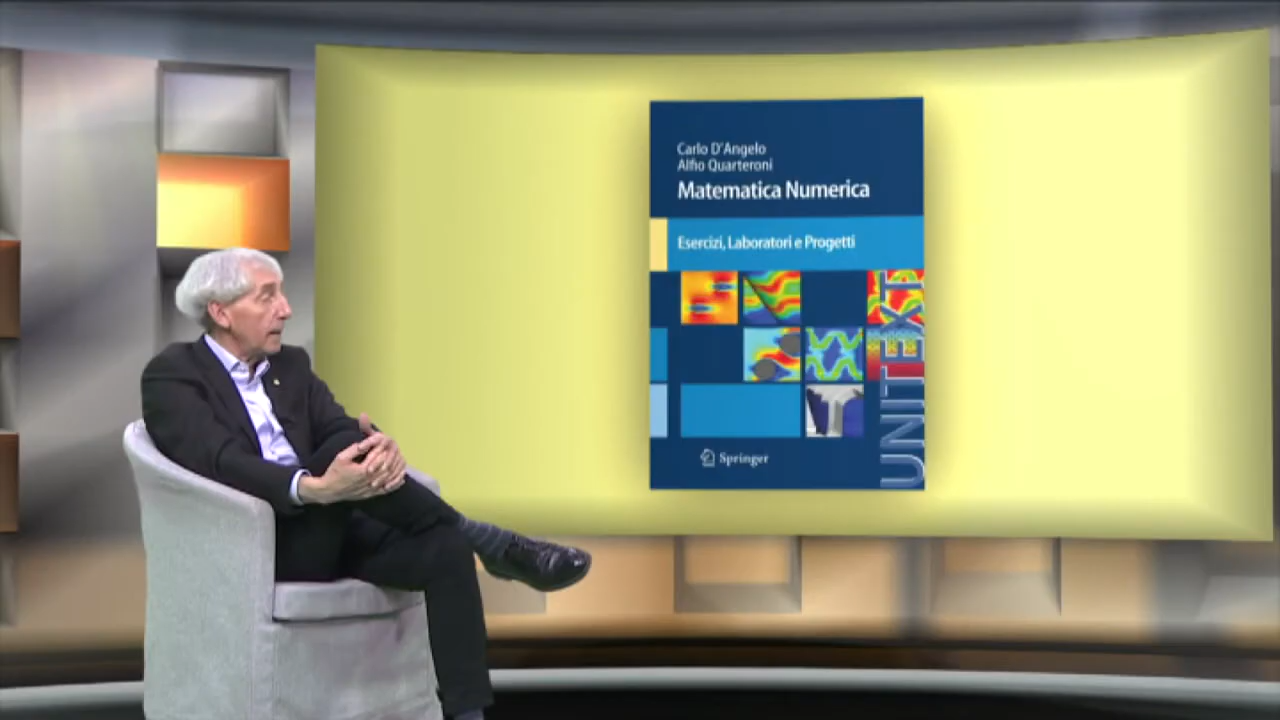 Carlo D'Angelo
Alfio Quarteroni
Matematica Numerica
Esercizi, Laboratori e Progetti
UNITEXT
Springer